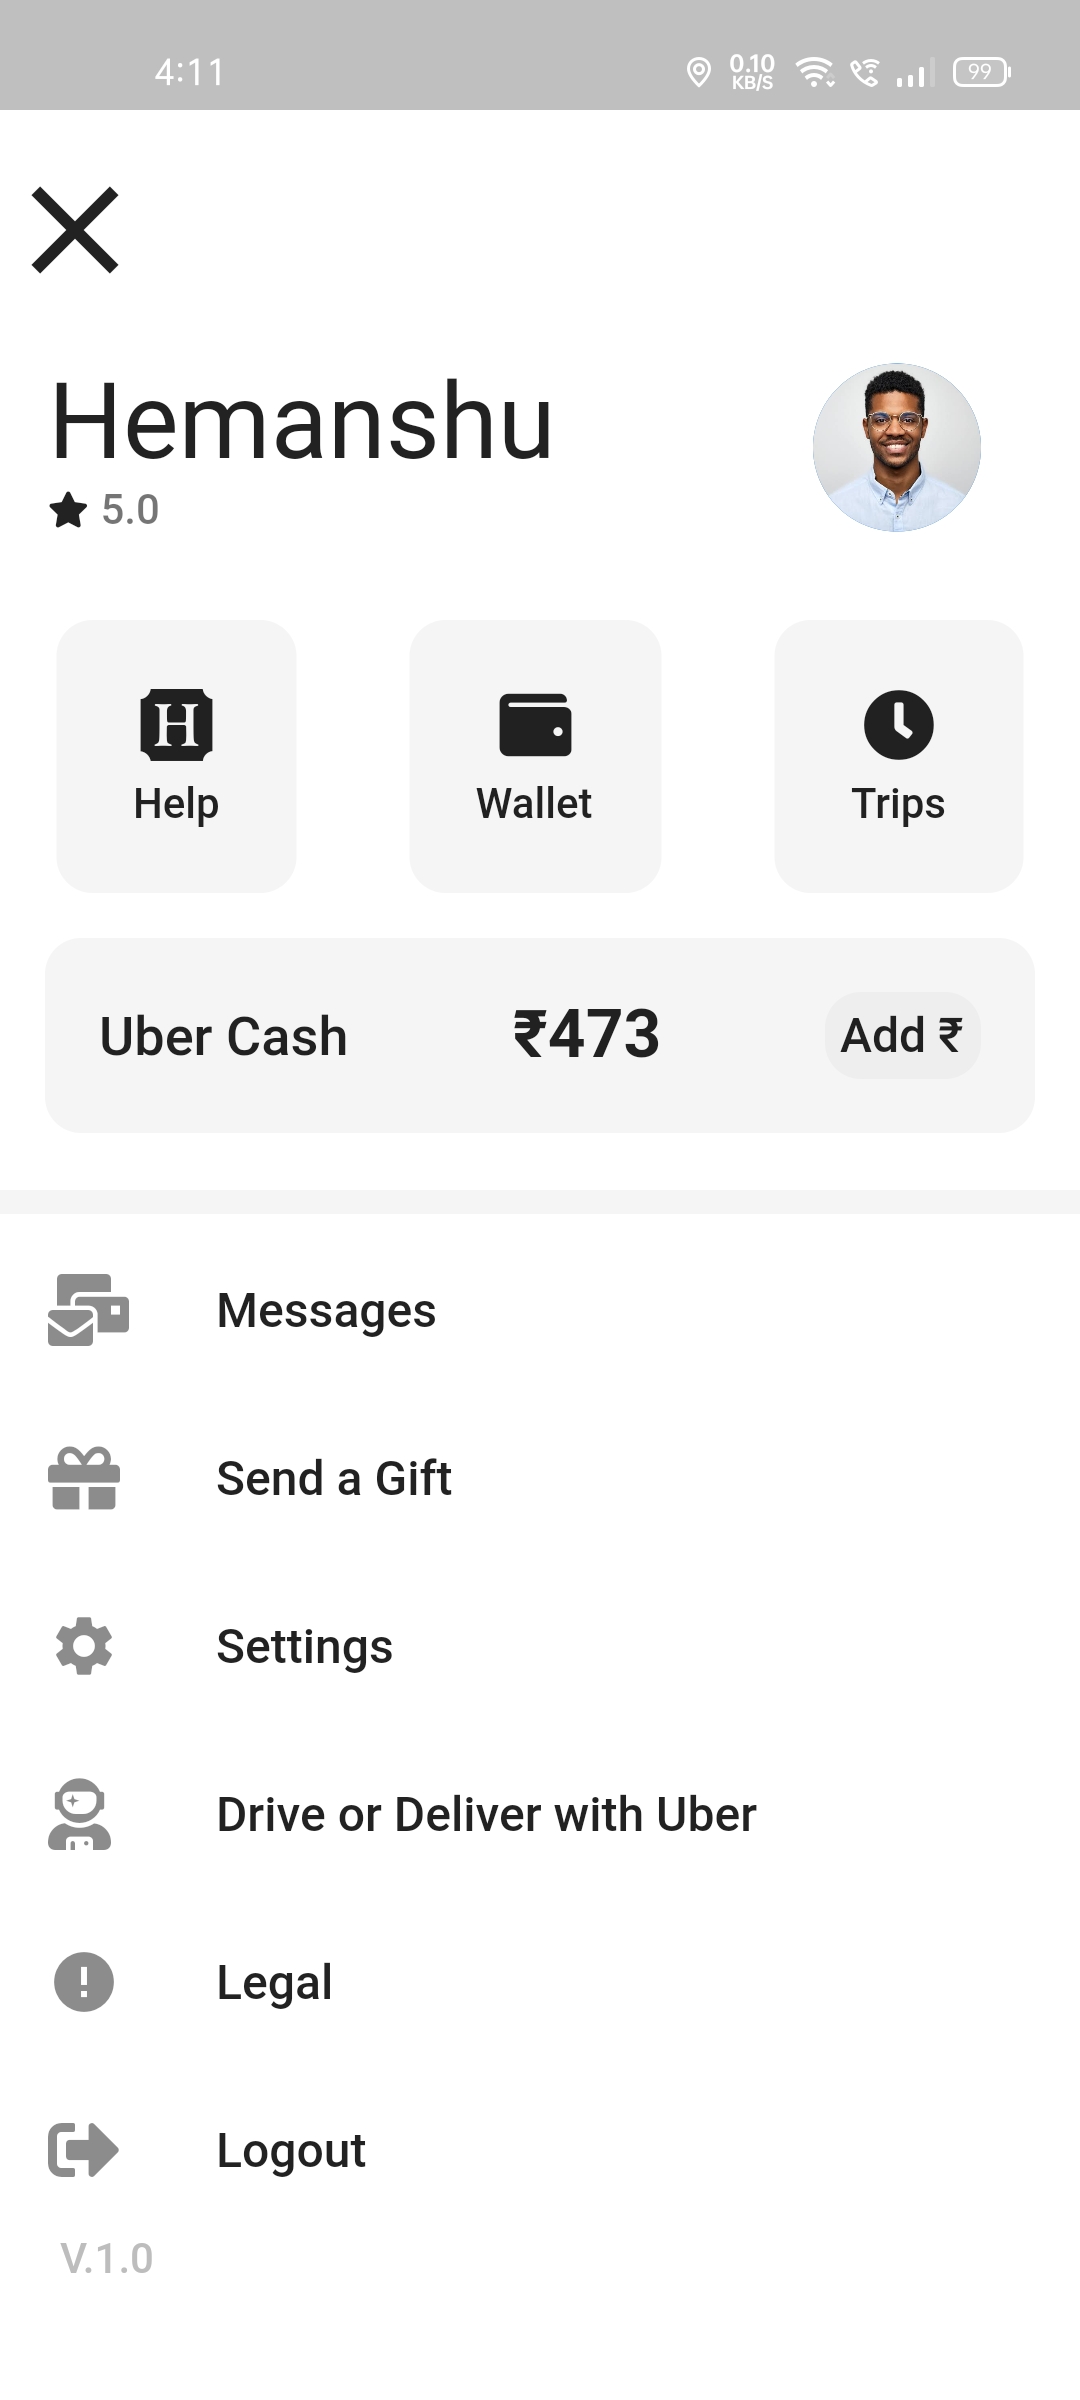 4:11
0.10
KB/S
99
Hemanshu
5.0
H
Help
Wallet
Trips
Uber Cash ₹473 Add ₹
Messages
Send a Gift
Settings
Drive or Deliver with Uber
Legal
Logout
V.1.0